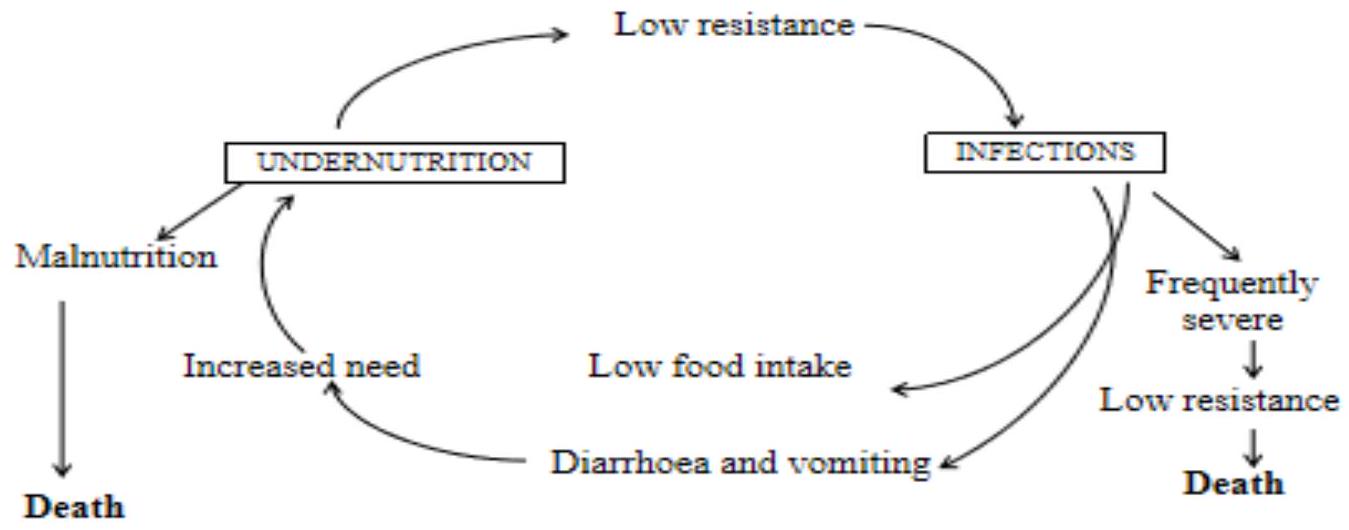 Low resistance
UNDERNUTRITION
INFECTIONS
Malnutrition
Frequently
severe
Increased need
Low food intake
Low resistance
Diarrhoea and vomiting
Death
Death